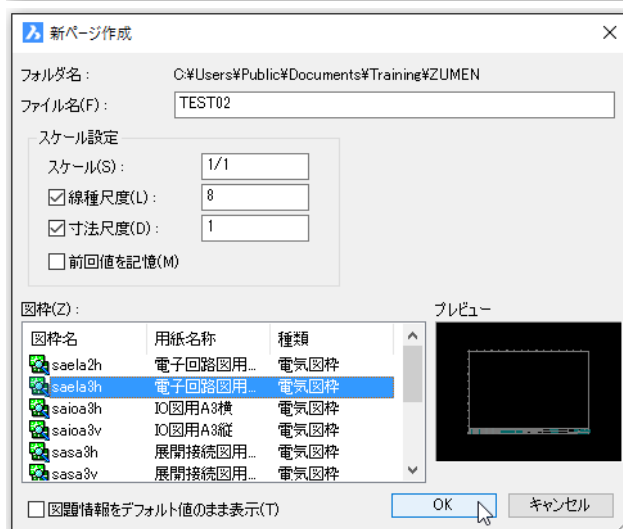 新ページ作成
フォルダ名： C:¥Users¥Public¥Documents¥Training¥ZUMEN
ファイル名(F)： TEST02
スケール設定
スケール(S)： 1/1
線種尺度(L)： 8
寸法尺度(D)： 1
前回値を記憶(M)
図枠(Z)： プレビュー
図枠名 用紙名称 種類
saela2h 電子回路図用... 電気図枠
saela3h 電子回路図用... 電気図枠
saioa3h IO図用A3横 電気図枠
saioa3v IO図用A3縦 電気図枠
sasa3h 展開接続図用... 電気図枠
sasa3v 展開接続図用... 電気図枠
図題情報をデフォルト値のまま表示(T) OK キャンセル